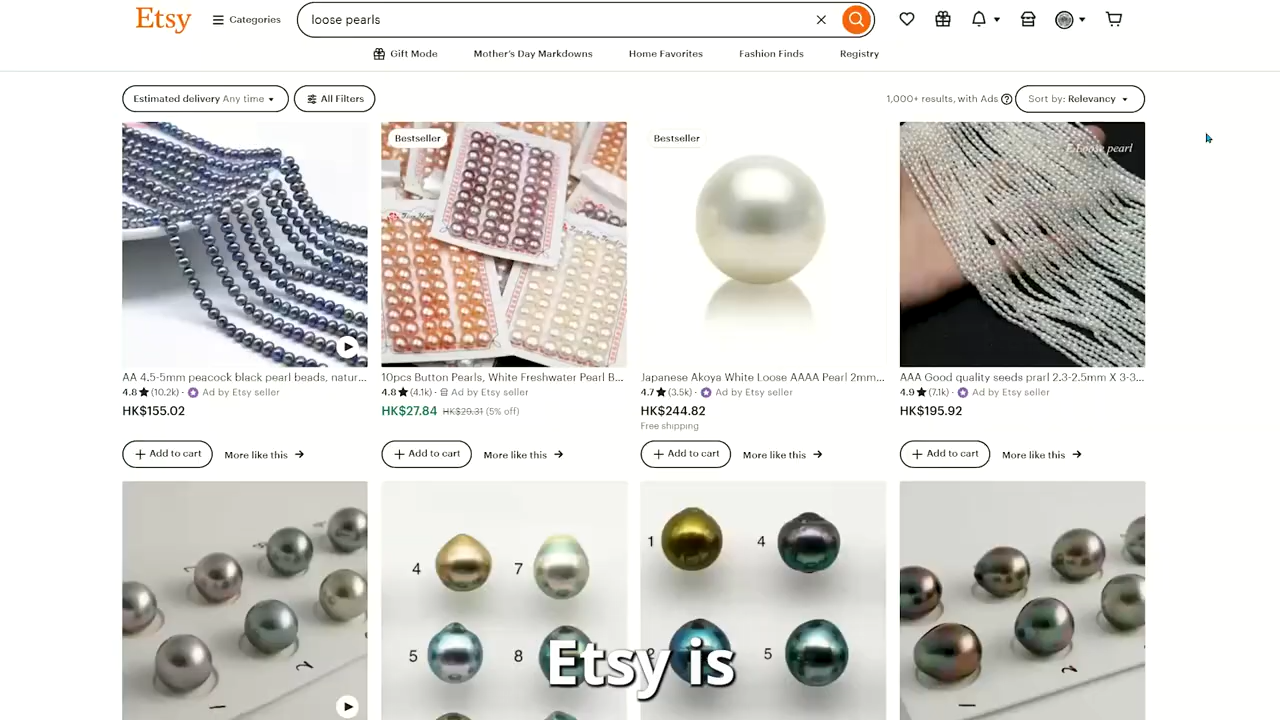 Etsy
Categories
loose pearls
Gift Mode
Mother's Day Markdowns
Home Favorites
Fashion Finds
Registry
Estimated delivery Any time
All Filters
1,000+ results, with Ads
Sort by: Relevancy
Bestseller
Bestseller
Loose pearl
AA 4.5-5mm peacock black pearl beads, natur...
10pcs Button Pearls, White Freshwater Pearl B...
Japanese Akoya White Loose AAAA Pearl 2mm...
AAA Good quality seeds prarl 2.3-2.5mm X 3-3...
4.8 (10.2k) · Ad by Etsy seller
4.8 (4.1k) · Ad by Etsy seller
4.7 (3.5k) · Ad by Etsy seller
4.9 (7.1k) · Ad by Etsy seller
HK$155.02
HK$27.84 HK$29.31 (5% off)
HK$244.82
HK$195.92
Free shipping
+ Add to cart
More like this →
+ Add to cart
More like this →
+ Add to cart
More like this →
+ Add to cart
More like this →
4
7
1
4
5
8
2
5
Etsy is